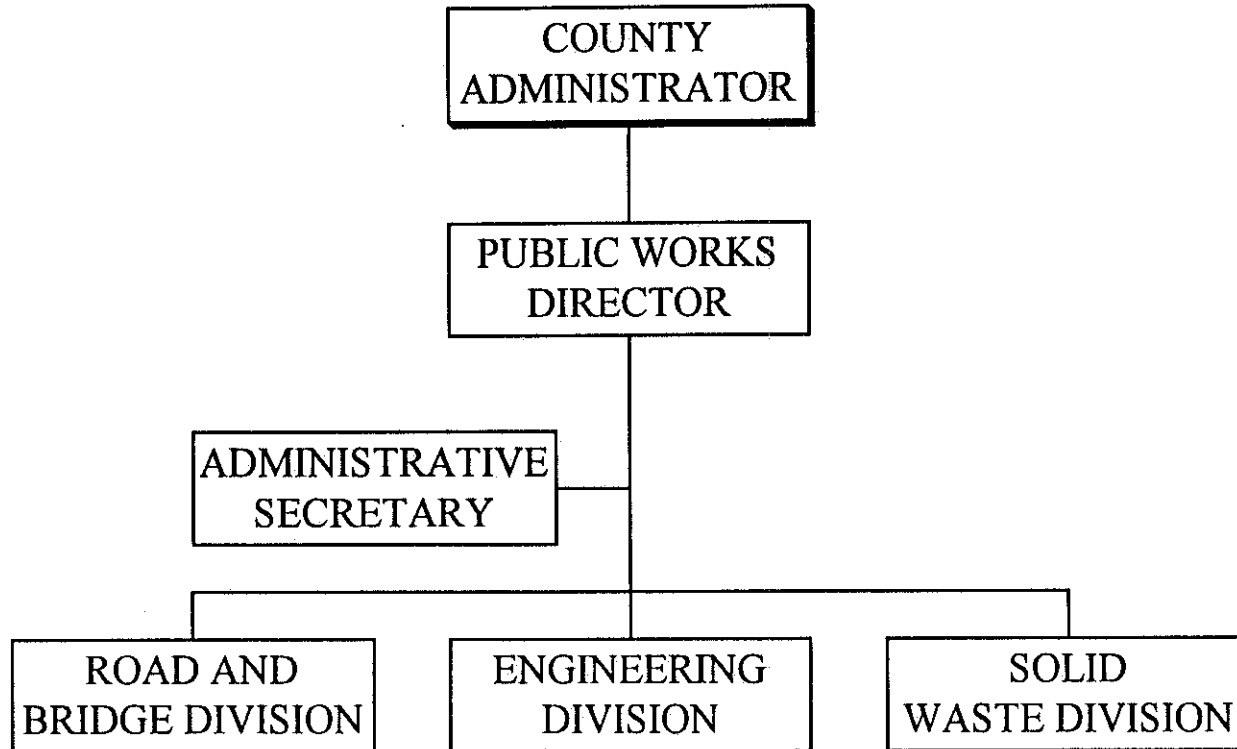 COUNTY
ADMINISTRATOR
PUBLIC WORKS
DIRECTOR
ADMINISTRATIVE
SECRETARY
ROAD AND
BRIDGE DIVISION
ENGINEERING
DIVISION
SOLID
WASTE DIVISION